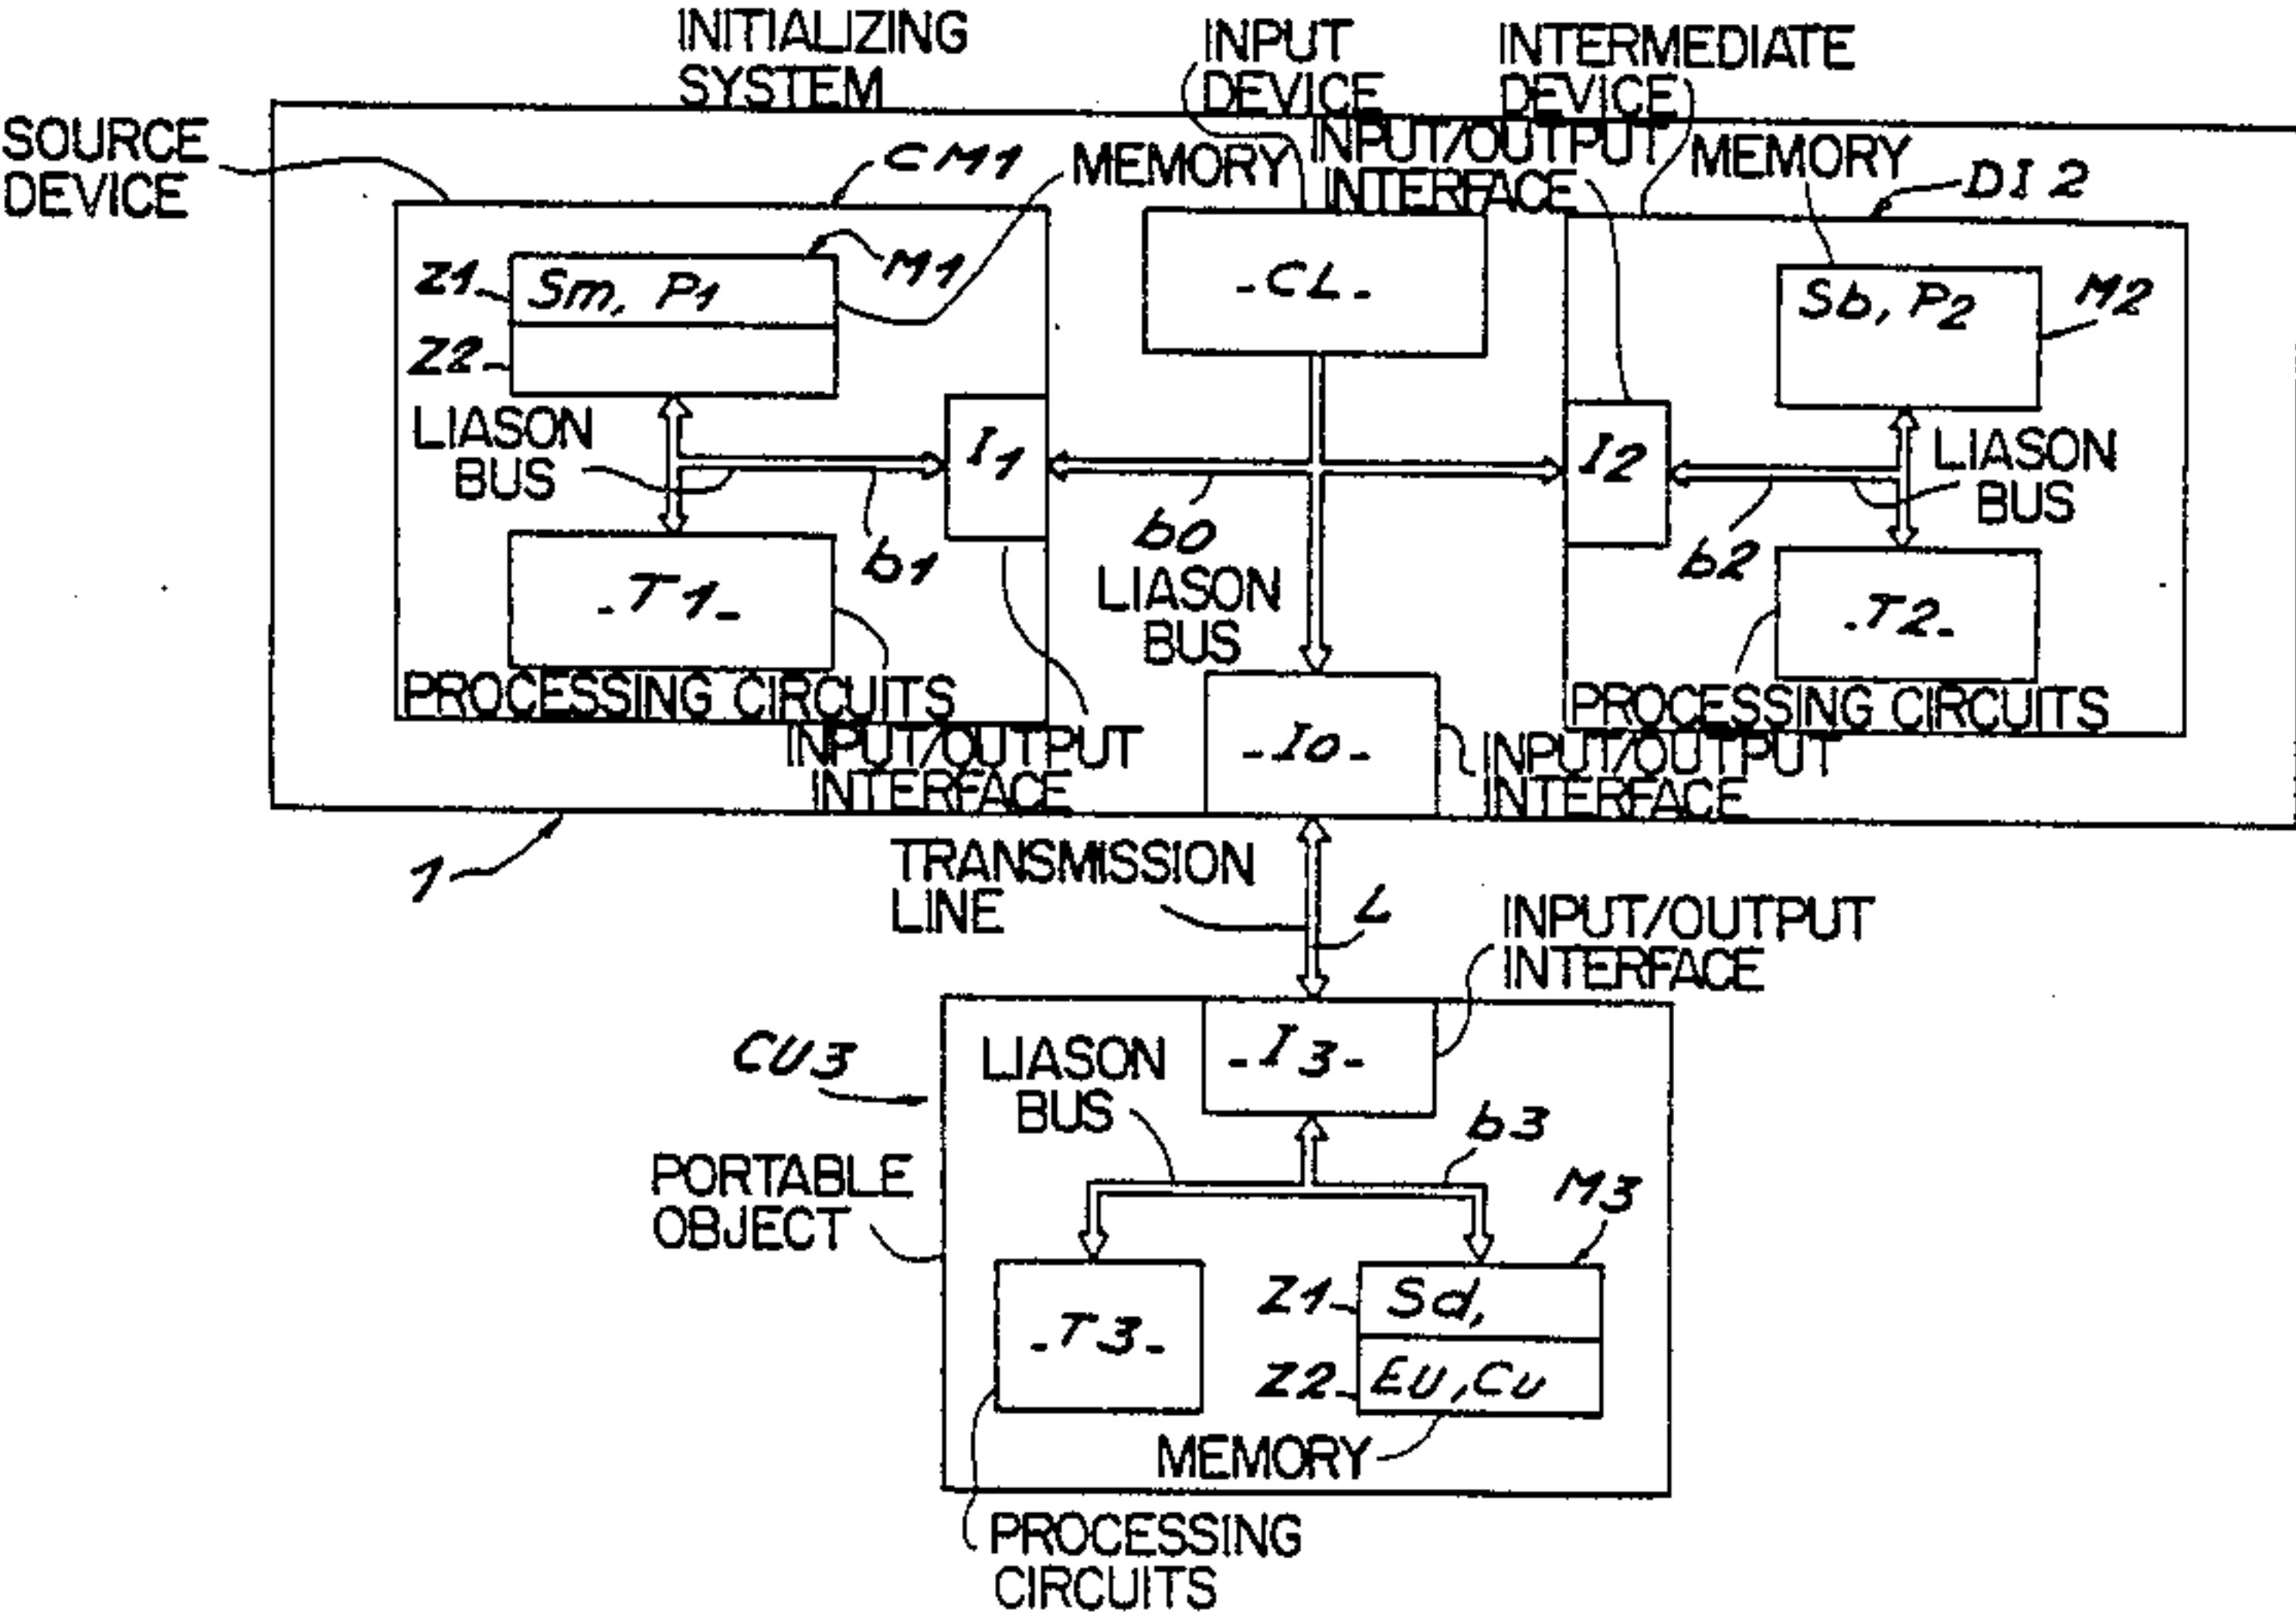 INITIALIZING
SYSTEM
INPUT
DEVICE
INTERMEDIATE
DEVICE
SOURCE
DEVICE
CM1
MEMORY
INPUT/OUTPUT
INTERFACE
MEMORY
DI2
M1
Z1
Sm, P1
Z2
-CL-
Sb, P2
M2
LIASON
BUS
I1
I2
LIASON
BUS
b1
b0
LIASON
BUS
b2
-T1-
-T2-
PROCESSING CIRCUITS
PROCESSING CIRCUITS
INPUT/OUTPUT
INTERFACE
-I0-
INPUT/OUTPUT
INTERFACE
1
TRANSMISSION
LINE
L
INPUT/OUTPUT
INTERFACE
CU3
LIASON
BUS
-I3-
b3
PORTABLE
OBJECT
M3
-T3-
Z1
Sd,
Z2
EU, CU
MEMORY
PROCESSING
CIRCUITS